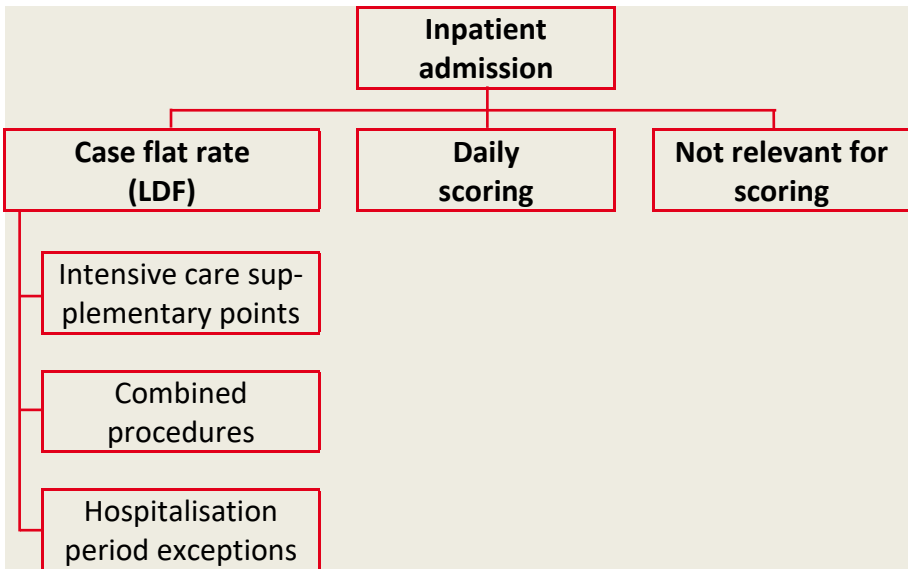 Inpatient
admission
Case flat rate
(LDF)
Daily
scoring
Not relevant for
scoring
Intensive care sup-
plementary points
Combined
procedures
Hospitalisation
period exceptions